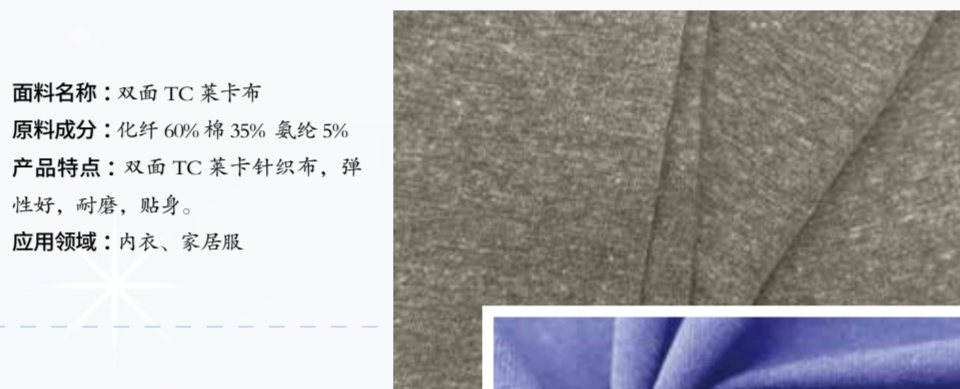 面料名称：双面 TC 莱卡布
原料成分：化纤 60% 棉 35% 氨纶 5%
产品特点：双面 TC 莱卡针织布，弹
性好，耐磨，贴身。
应用领域：内衣、家居服